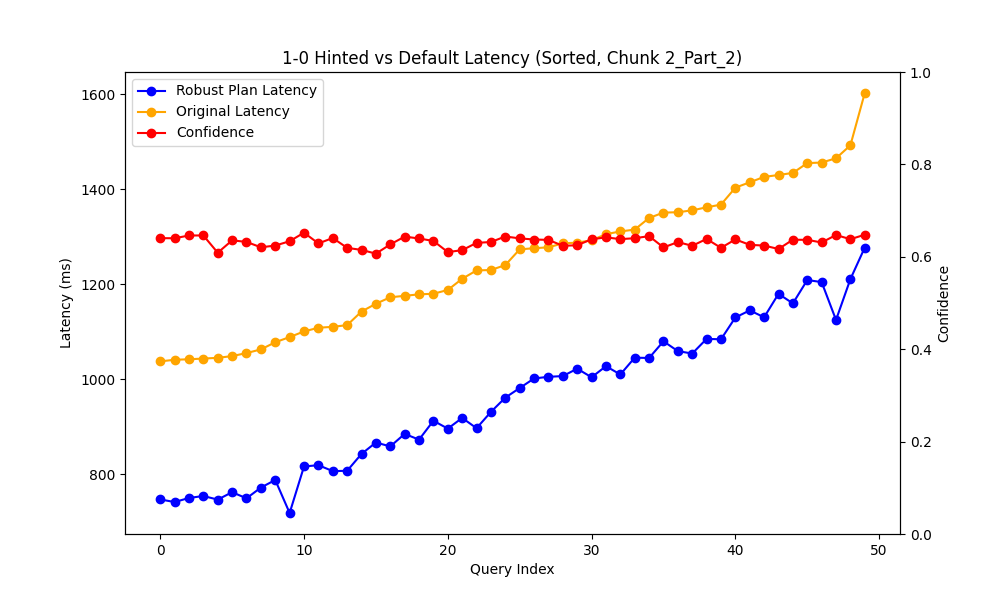 1-0 Hinted vs Default Latency (Sorted, Chunk 2_Part_2)
Robust Plan Latency
Original Latency
Confidence
1600
1400
1200
1000
800
Latency (ms)
1.0
0.8
0.6
0.4
0.2
0.0
Confidence
0 10 20 30 40 50
Query Index